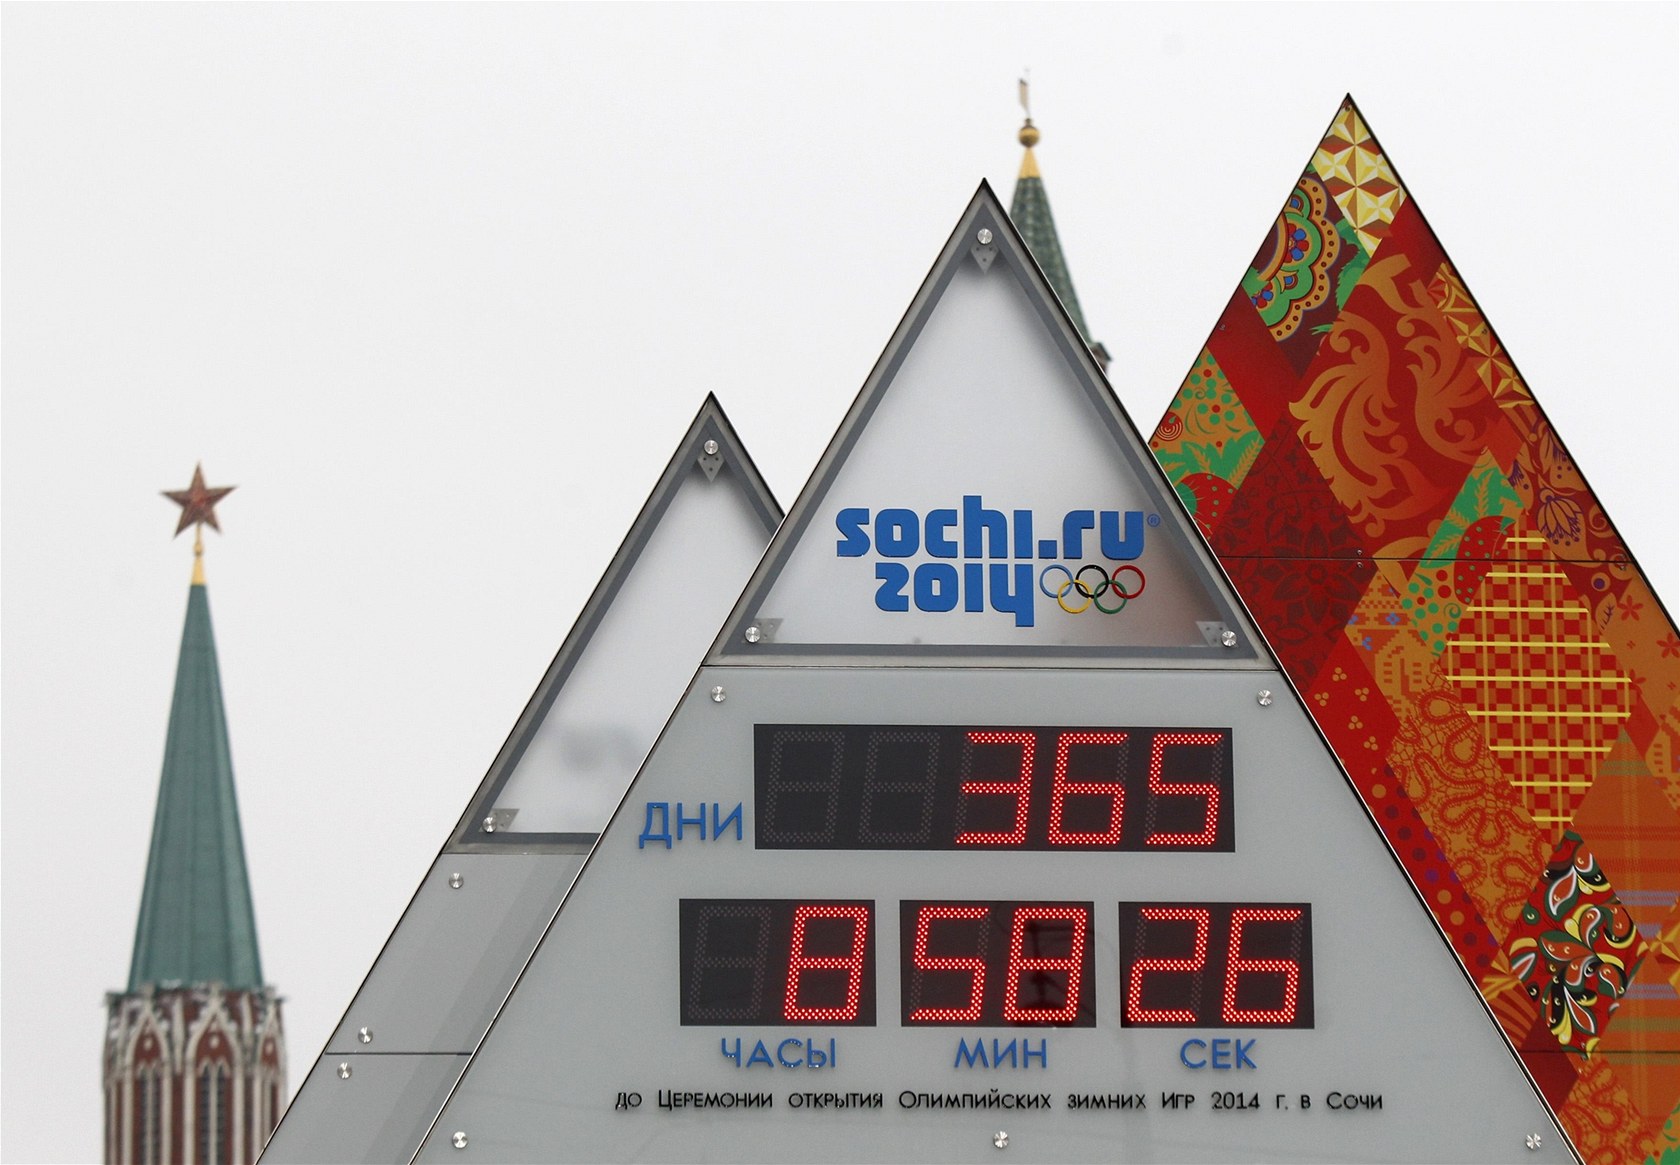 sochi.ru®
2014
ДНИ 365
8 58 26
ЧАСЫ МИН СЕК
до Церемонии открытия Олимпийских зимних Игр 2014 г. в Сочи